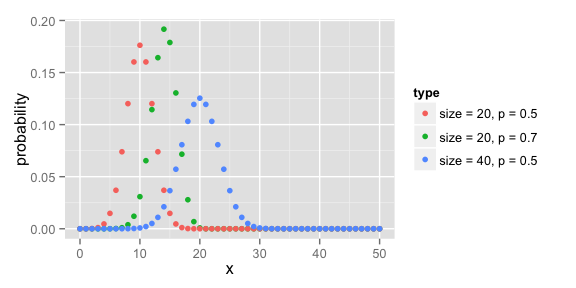 0.20
0.15
0.10
0.05
0.00
probability
0 10 20 30 40 50
x
type
size = 20, p = 0.5
size = 20, p = 0.7
size = 40, p = 0.5